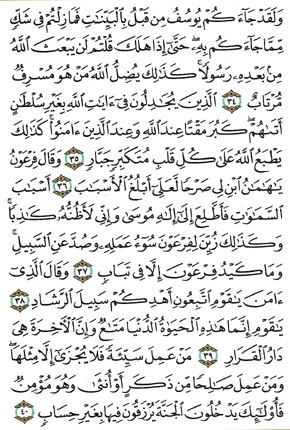 وَلَقَدْ جَآءَكُمْ يُوسُفُ مِن قَبْلُ بِٱلْبَيِّنَٰتِ فَمَا زِلْتُمْ فِى شَكٍّ
مِّمَّا جَآءَكُم بِهِۦ حَتَّىٰٓ إِذَا هَلَكَ قُلْتُمْ لَن يَبْعَثَ ٱللَّهُ
مِنۢ بَعْدِهِۦ رَسُولًا كَذَٰلِكَ يُضِلُّ ٱللَّهُ مَنْ هُوَ مُسْرِفٌ
مُّرْتَابٌ ٣٤ ٱلَّذِينَ يُجَٰدِلُونَ فِىٓ ءَايَٰتِ ٱللَّهِ بِغَيْرِ سُلْطَٰنٍ
أَتَىٰهُمْ كَبُرَ مَقْتًا عِندَ ٱللَّهِ وَعِندَ ٱلَّذِينَ ءَامَنُوا۟ كَذَٰلِكَ
يَطْبَعُ ٱللَّهُ عَلَىٰ كُلِّ قَلْبِ مُتَكَبِّرٍ جَبَّارٍ ٣٥ وَقَالَ فِرْعَوْنُ
يَٰهَٰمَٰنُ ٱبْنِ لِى صَرْحًا لَّعَلِّىٓ أَبْلُغُ ٱلْأَسْبَٰبَ ٣٦ أَسْبَٰبَ
ٱلسَّمَٰوَٰتِ فَأَطَّلِعَ إِلَىٰٓ إِلَٰهِ مُوسَىٰ وَإِنِّى لَأَظُنُّهُۥ كَٰذِبًا
وَكَذَٰلِكَ زُيِّنَ لِفِرْعَوْنَ سُوٓءُ عَمَلِهِۦ وَصُدَّ عَنِ ٱلسَّبِيلِ
وَمَا كَيْدُ فِرْعَوْنَ إِلَّا فِى تَبَابٍ ٣٧ وَقَالَ ٱلَّذِىٓ
ءَامَنَ يَٰقَوْمِ ٱتَّبِعُونِ أَهْدِكُمْ سَبِيلَ ٱلرَّشَادِ ٣٨
يَٰقَوْمِ إِنَّمَا هَٰذِهِ ٱلْحَيَوٰةُ ٱلدُّنْيَا مَتَٰعٌ وَإِنَّ ٱلْءَاخِرَةَ هِىَ
دَارُ ٱلْقَرَارِ ٣٩ مَنْ عَمِلَ سَيِّئَةً فَلَا يُجْزَىٰٓ إِلَّا مِثْلَهَا
وَمَنْ عَمِلَ صَٰلِحًا مِّن ذَكَرٍ أَوْ أُنثَىٰ وَهُوَ مُؤْمِنٌ
فَأُو۟لَٰٓئِكَ يَدْخُلُونَ ٱلْجَنَّةَ يُرْزَقُونَ فِيهَا بِغَيْرِ حِسَابٍ ٤٠